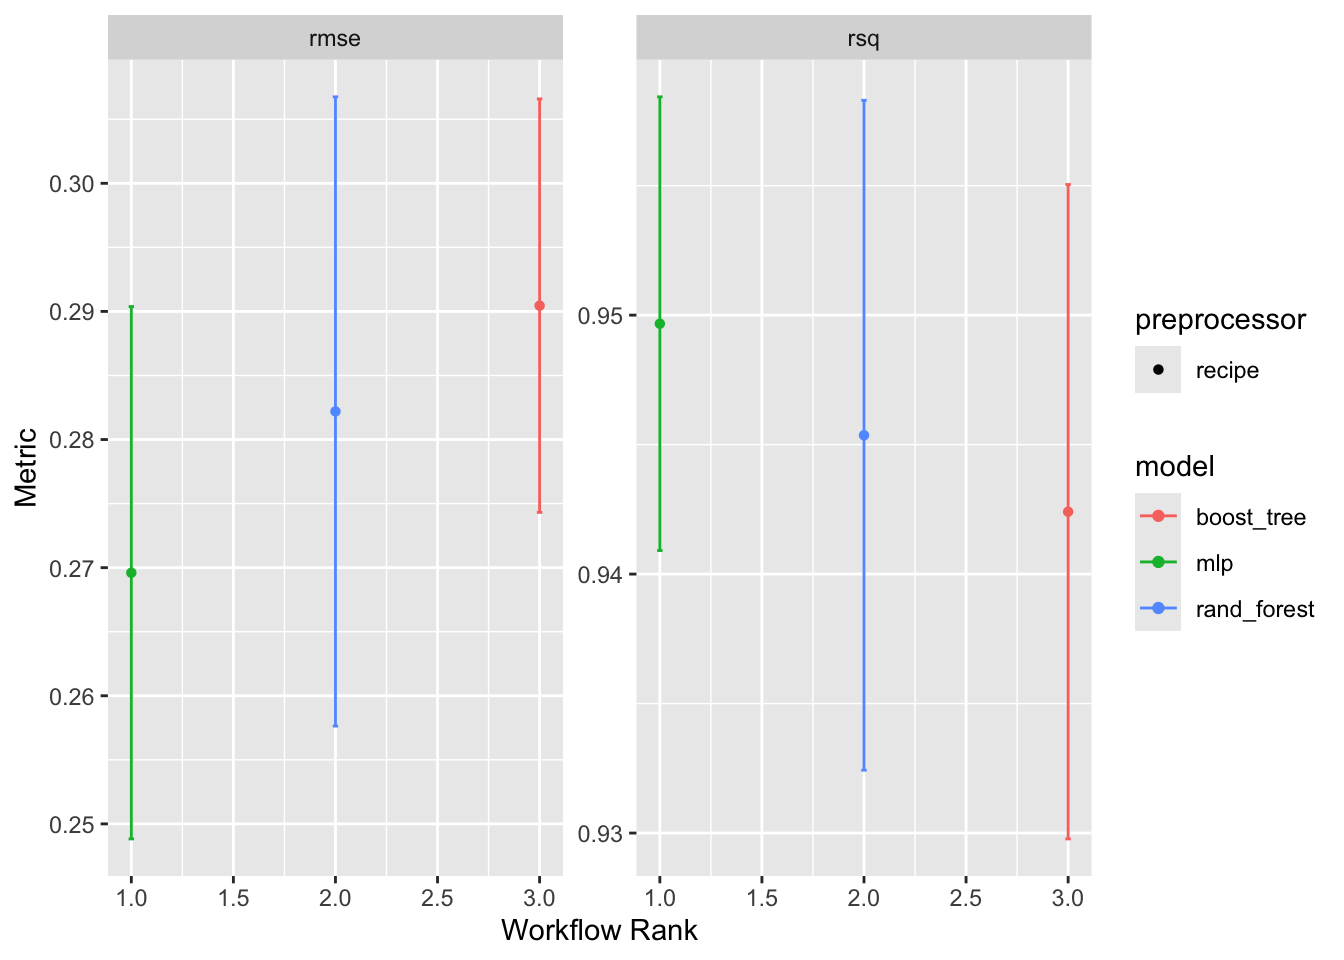 rmse
rsq
Metric
0.30
0.29
0.28
0.27
0.26
0.25
0.95
0.94
0.93
1.0 1.5 2.0 2.5 3.0
1.0 1.5 2.0 2.5 3.0
Workflow Rank
preprocessor
recipe
model
boost_tree
mlp
rand_forest